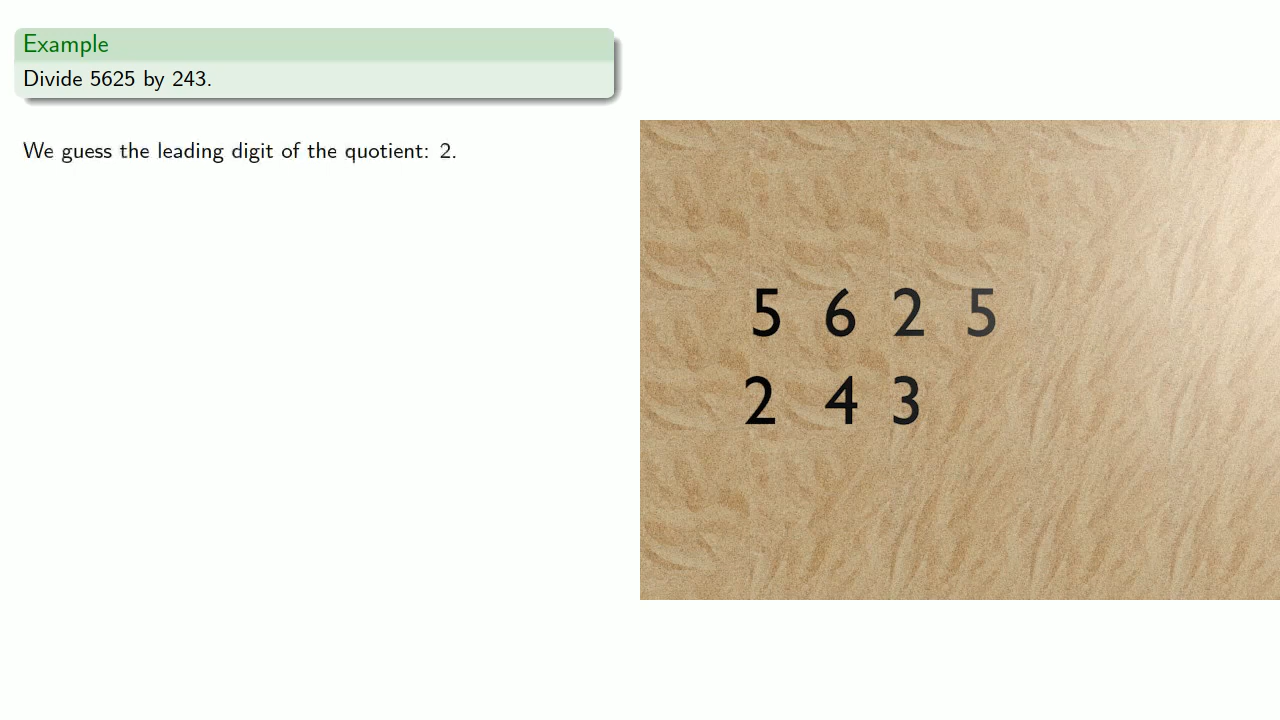 Example
Divide 5625 by 243.
We guess the leading digit of the quotient: 2.
5 6 2 5
2 4 3